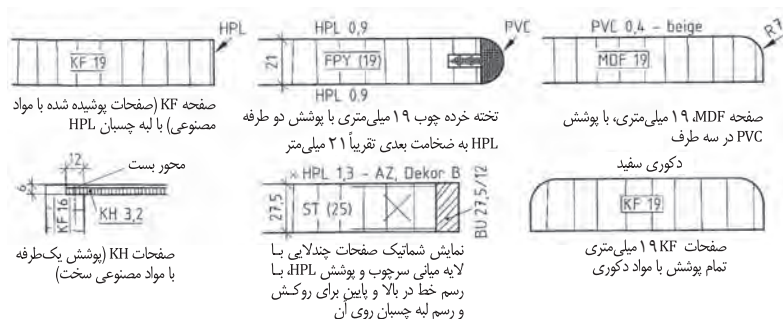 HPL
KF 19
صفحه KF (صفحات پوشیده شده با مواد
مصنوعی) با لبه چسبان HPL
HPL 0,9
PVC
21
FPY (19)
HPL 0,9
تخته خرده چوب ۱۹ میلی‌متری با پوشش دو طرفه
HPL به ضخامت بعدی تقریباً ۲۱ میلی‌متر
PVC 0,4 – beige
MDF 19
صفحه MDF، ۱۹ میلی‌متری، با پوشش
PVC در سه طرف
12
محور بست
6
KF 16
KH 3,2
صفحات KH (پوشش یک‌طرفه
با مواد مصنوعی سخت)
× HPL 1,3 – AZ, Dekor B
27,5
ST (25)
BU 27,5/12
نمایش شماتیک صفحات چندلایی با
لایه میانی سرچوب و پوشش HPL، با
رسم خط در بالا و پایین برای روکش
و رسم لبه چسبان روی آن
دکوری سفید
KF 19
صفحات KF ۱۹ میلی‌متری
تمام پوشش با مواد دکوری